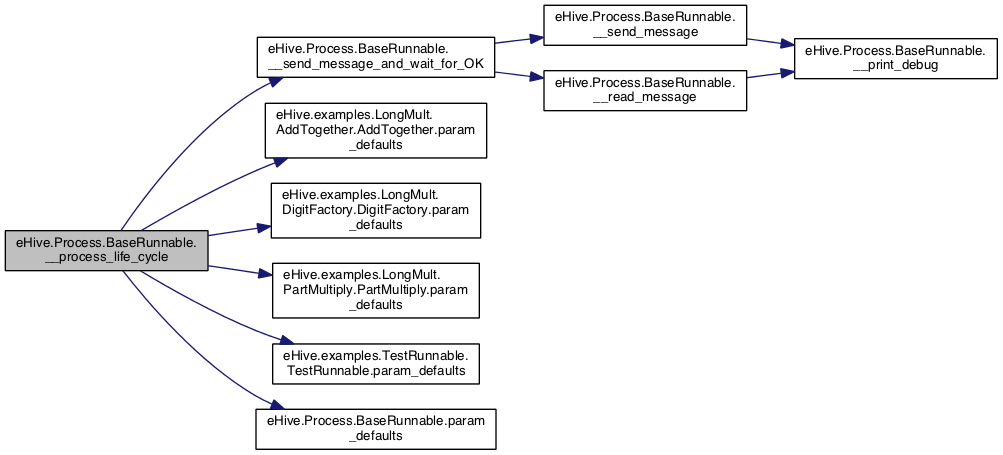 eHive.Process.BaseRunnable.
__process_life_cycle
eHive.Process.BaseRunnable.
__send_message_and_wait_for_OK
eHive.Process.BaseRunnable.
__send_message
eHive.Process.BaseRunnable.
__read_message
eHive.Process.BaseRunnable.
__print_debug
eHive.examples.LongMult.
AddTogether.AddTogether.param
_defaults
eHive.examples.LongMult.
DigitFactory.DigitFactory.param
_defaults
eHive.examples.LongMult.
PartMultiply.PartMultiply.param
_defaults
eHive.examples.TestRunnable.
TestRunnable.param_defaults
eHive.Process.BaseRunnable.param
_defaults